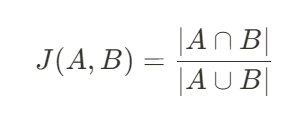 J(A, B) = |A ∩ B| / |A ∪ B|